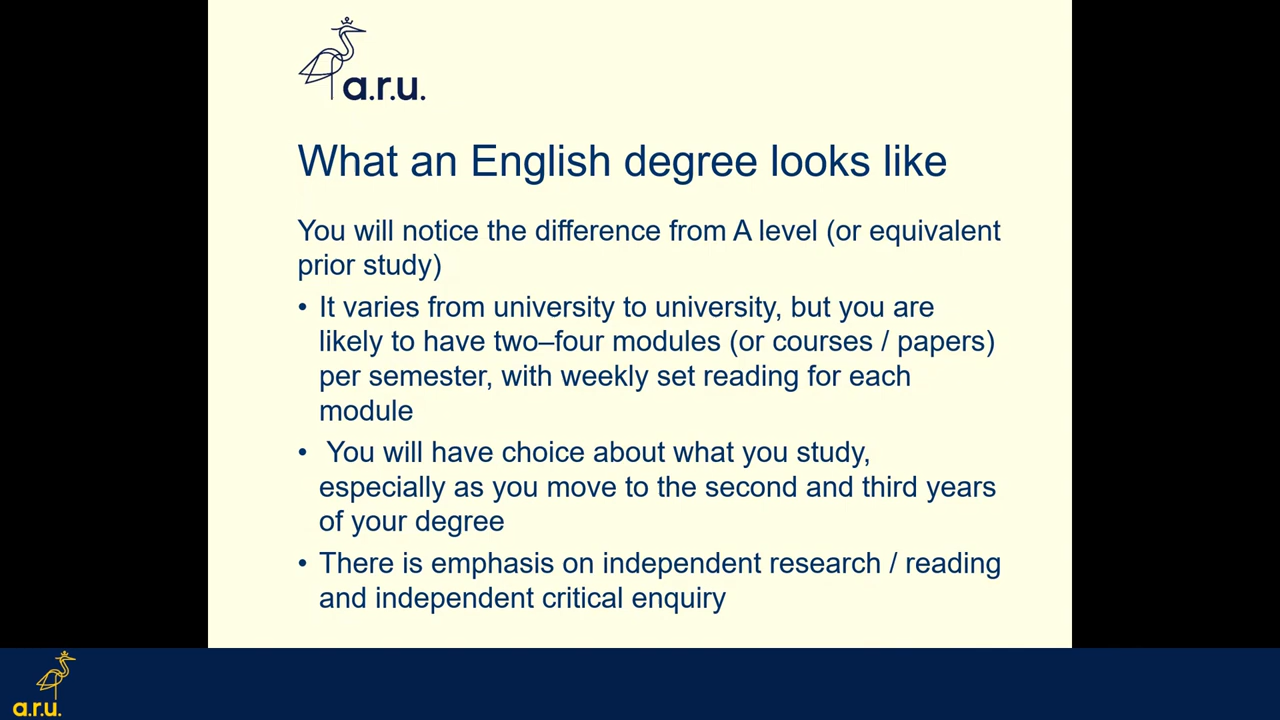 a.r.u.
What an English degree looks like
You will notice the difference from A level (or equivalent
prior study)
• It varies from university to university, but you are
likely to have two–four modules (or courses / papers)
per semester, with weekly set reading for each
module
• You will have choice about what you study,
especially as you move to the second and third years
of your degree
• There is emphasis on independent research / reading
and independent critical enquiry
a.r.u.